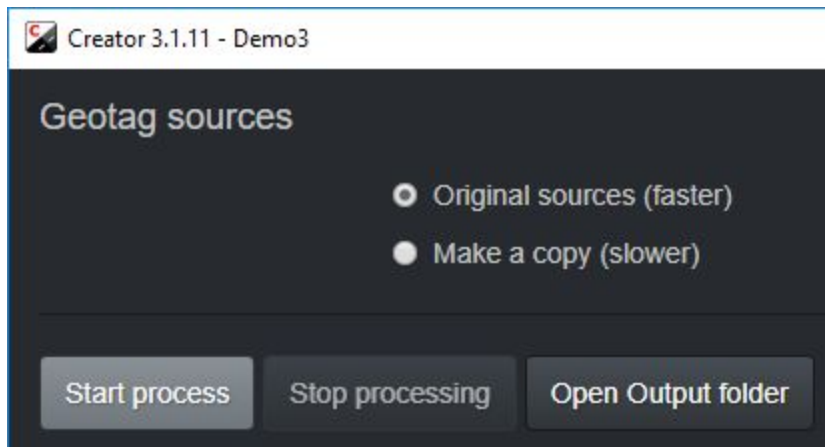 Creator 3.1.11 - Demo3
Geotag sources
Original sources (faster)
Make a copy (slower)
Start process Stop processing Open Output folder